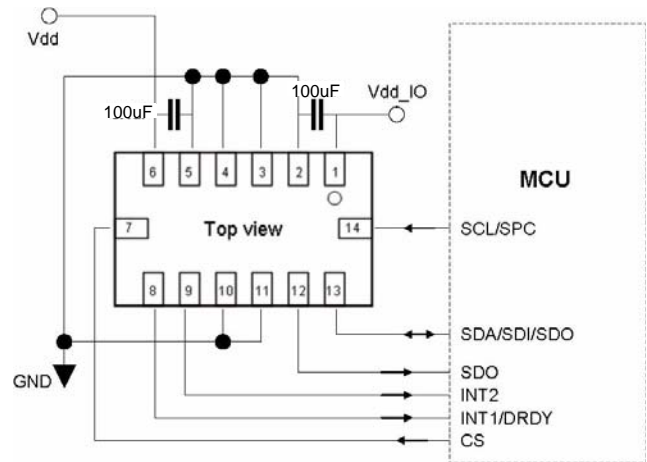 Vdd
100uF
100uF
Vdd_IO
6 5 4 3 2 1
MCU
7
Top view
14
SCL/SPC
8 9 10 11 12 13
SDA/SDI/SDO
SDO
GND
INT2
INT1/DRDY
CS